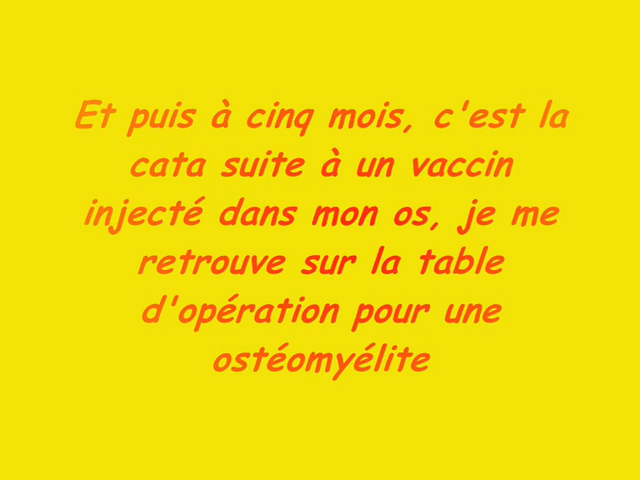 Et puis à cinq mois, c'est la
cata suite à un vaccin
injecté dans mon os, je me
retrouve sur la table
d'opération pour une
ostéomyélite